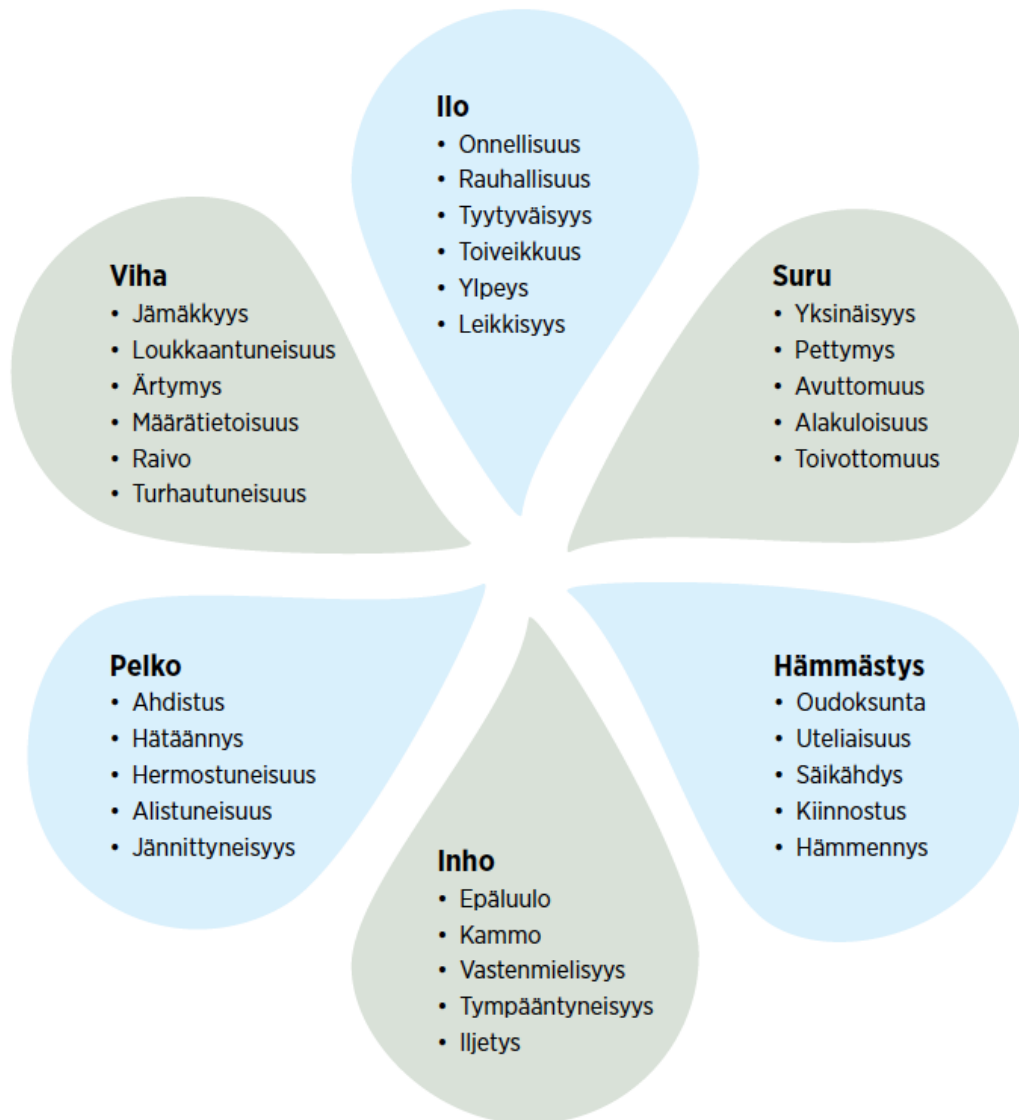 Ilo
• Onnellisuus
• Rauhallisuus
• Tyytyväisyys
• Toiveikkuus
• Ylpeys
• Leikkisyys
Viha
• Jämäkkyys
• Loukkaantuneisuus
• Ärtymys
• Määrätietoisuus
• Raivo
• Turhautuneisuus
Suru
• Yksinäisyys
• Pettymys
• Avuttomuus
• Alakuloisuus
• Toivottomuus
Pelko
• Ahdistus
• Hätäännys
• Hermostuneisuus
• Alistuneisuus
• Jännittyneisyys
Hämmästys
• Oudoksunta
• Uteliaisuus
• Säikähdys
• Kiinnostus
• Hämmennys
Inho
• Epäluulo
• Kammo
• Vastenmielisyys
• Tympääntyneisyys
• Iljetys